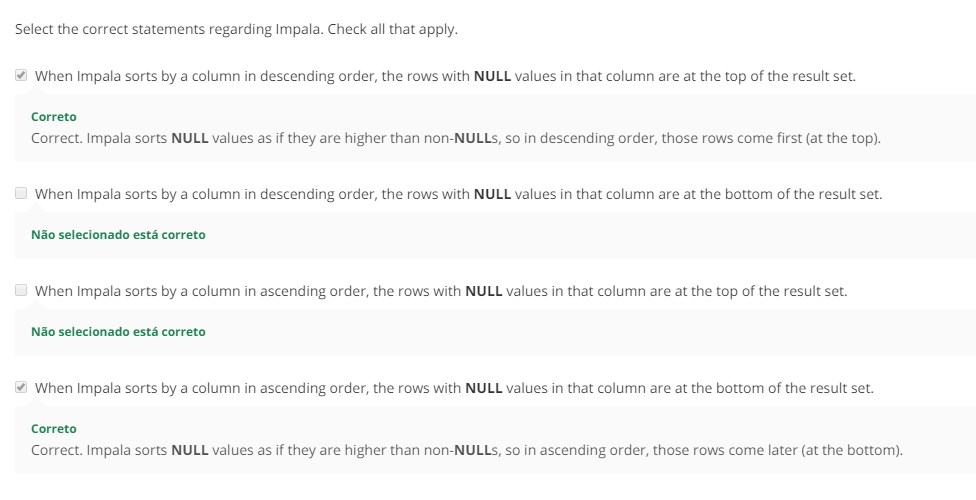 Select the correct statements regarding Impala. Check all that apply.
When Impala sorts by a column in descending order, the rows with NULL values in that column are at the top of the result set.
Correto
Correct. Impala sorts NULL values as if they are higher than non-NULLs, so in descending order, those rows come first (at the top).
When Impala sorts by a column in descending order, the rows with NULL values in that column are at the bottom of the result set.
Não selecionado está correto
When Impala sorts by a column in ascending order, the rows with NULL values in that column are at the top of the result set.
Não selecionado está correto
When Impala sorts by a column in ascending order, the rows with NULL values in that column are at the bottom of the result set.
Correto
Correct. Impala sorts NULL values as if they are higher than non-NULLs, so in ascending order, those rows come later (at the bottom).